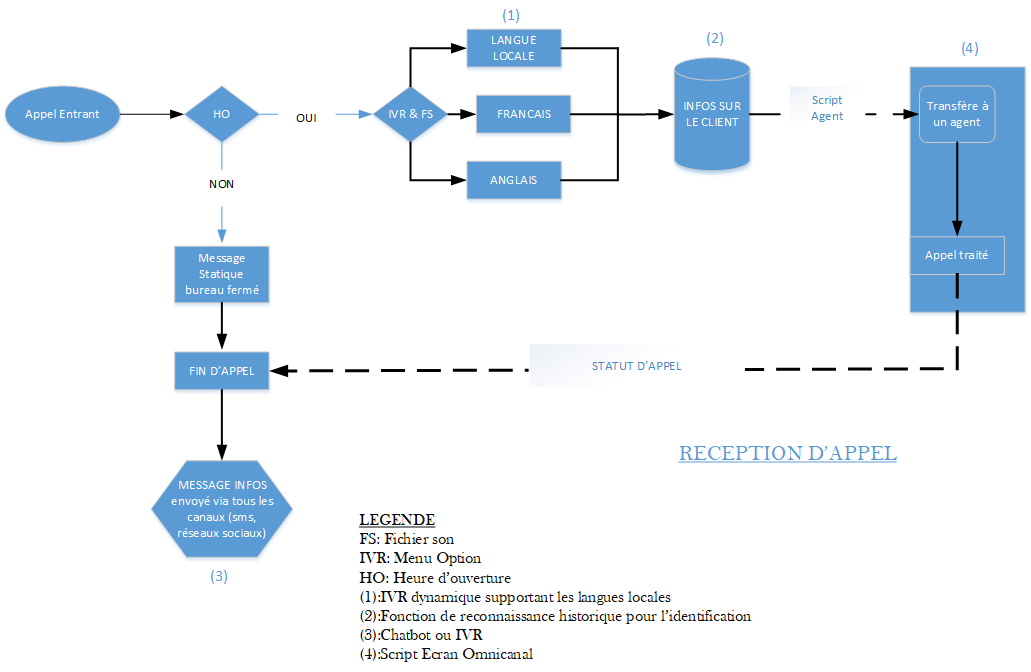 (1)
LANGUE
LOCALE
(2)
(4)
Appel Entrant
HO
OUI
IVR & FS
FRANCAIS
INFOS SUR
LE CLIENT
Script
Agent
Transfère à
un agent
NON
ANGLAIS
Message
Statique
bureau fermé
Appel traité
FIN D’APPEL
STATUT D’APPEL
RECEPTION D’APPEL
MESSAGE INFOS
envoyé via tous les
canaux (sms,
réseaux sociaux)
(3)
LEGENDE
FS: Fichier son
IVR: Menu Option
HO: Heure d’ouverture
(1):IVR dynamique supportant les langues locales
(2):Fonction de reconnaissance historique pour l’identification
(3):Chatbot ou IVR
(4):Script Ecran Omnicanal